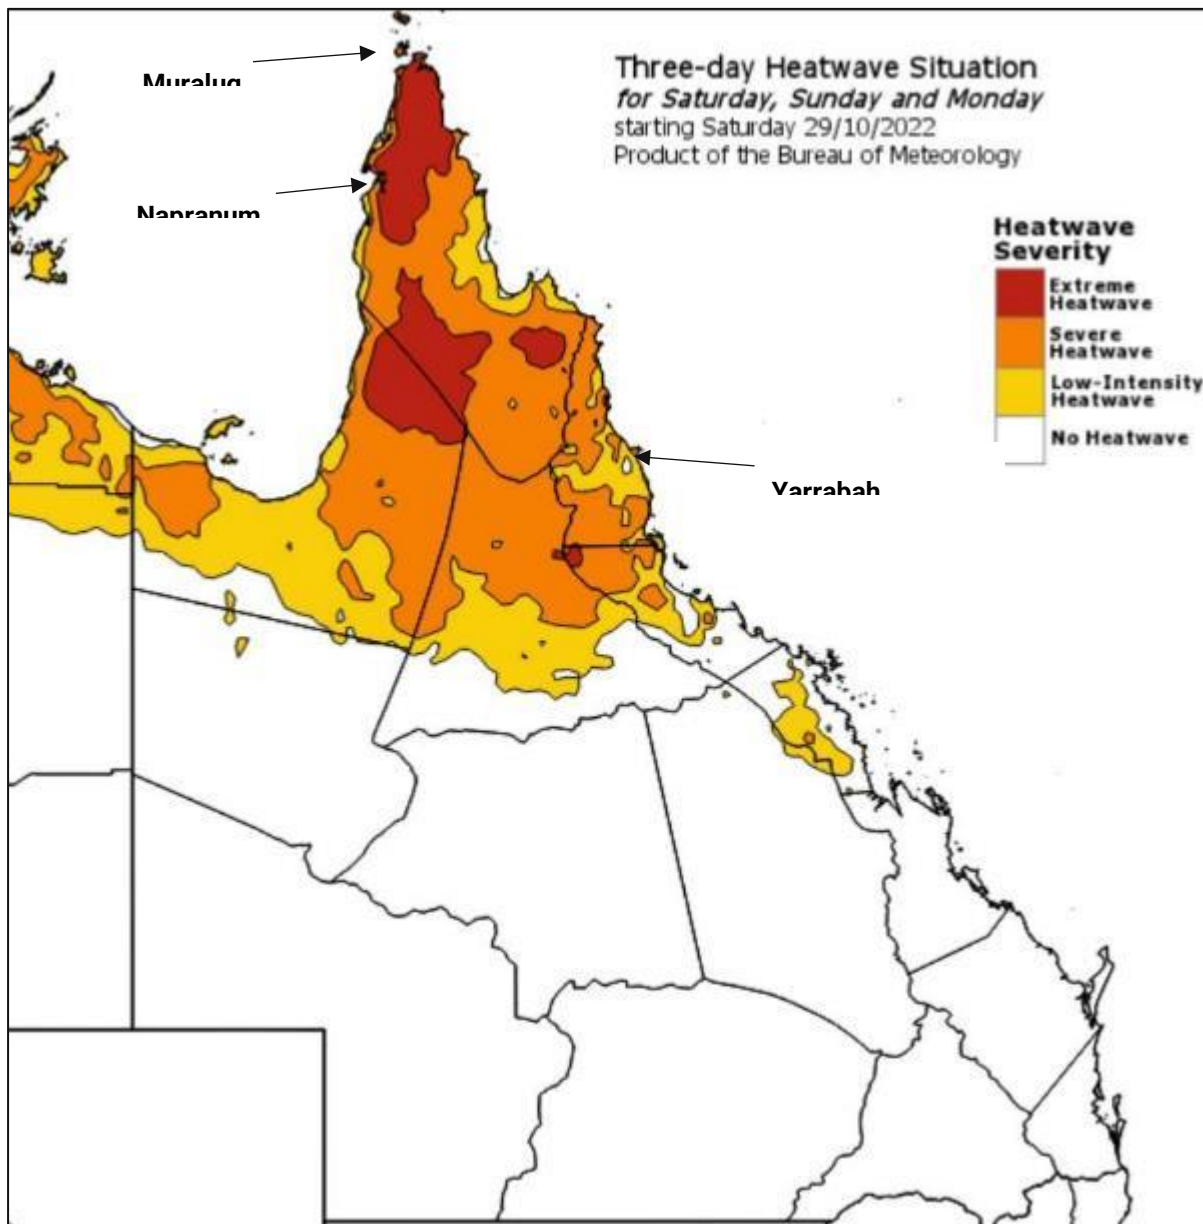 Three-day Heatwave Situation
for Saturday, Sunday and Monday
starting Saturday 29/10/2022
Product of the Bureau of Meteorology
Muralug
Napranum
Heatwave
Severity
Extreme
Heatwave
Severe
Heatwave
Low-Intensity
Heatwave
No Heatwave
Yarrabah